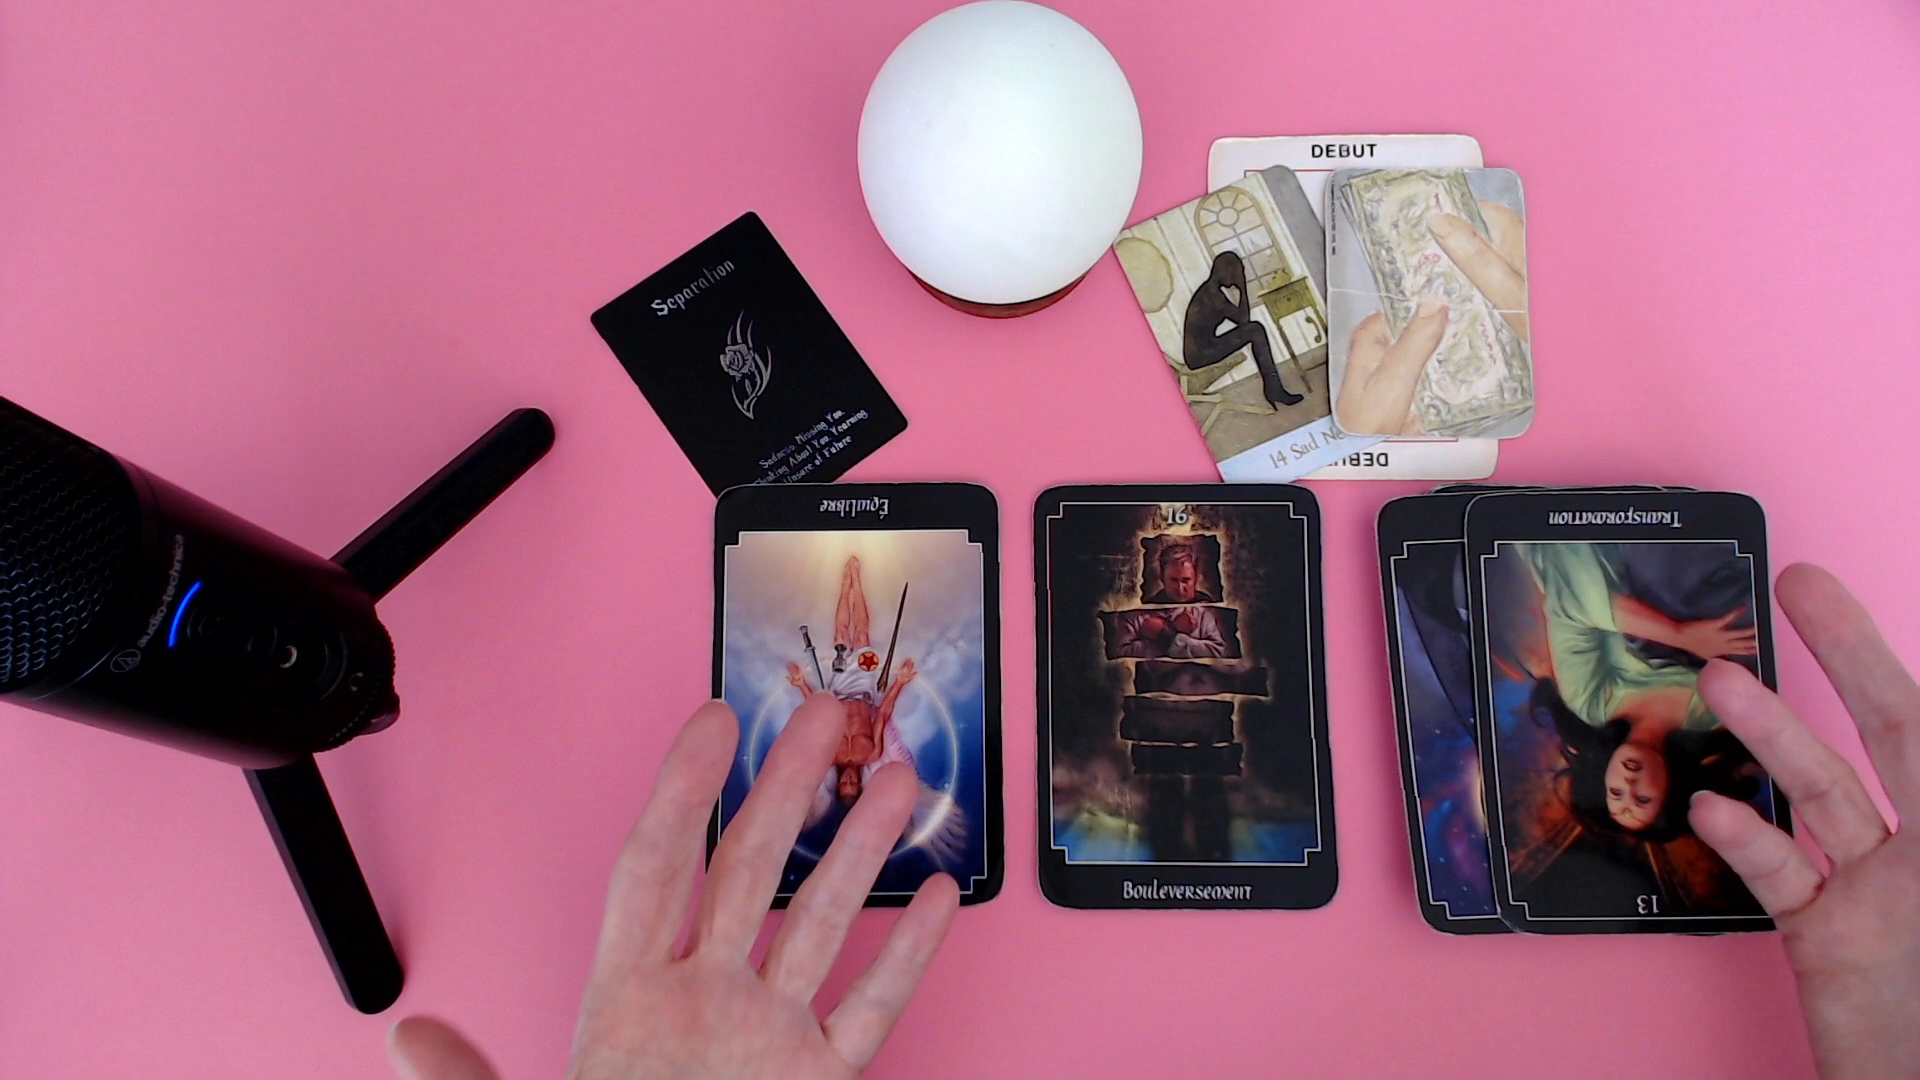 DEBUT
Separation
Sadness. Missing You.
Thinking About You. Yearning
Unsure of Future
14 Sad
DEBUT
Équilibre
16
Bouleversement
Transformation
13
audio-technica